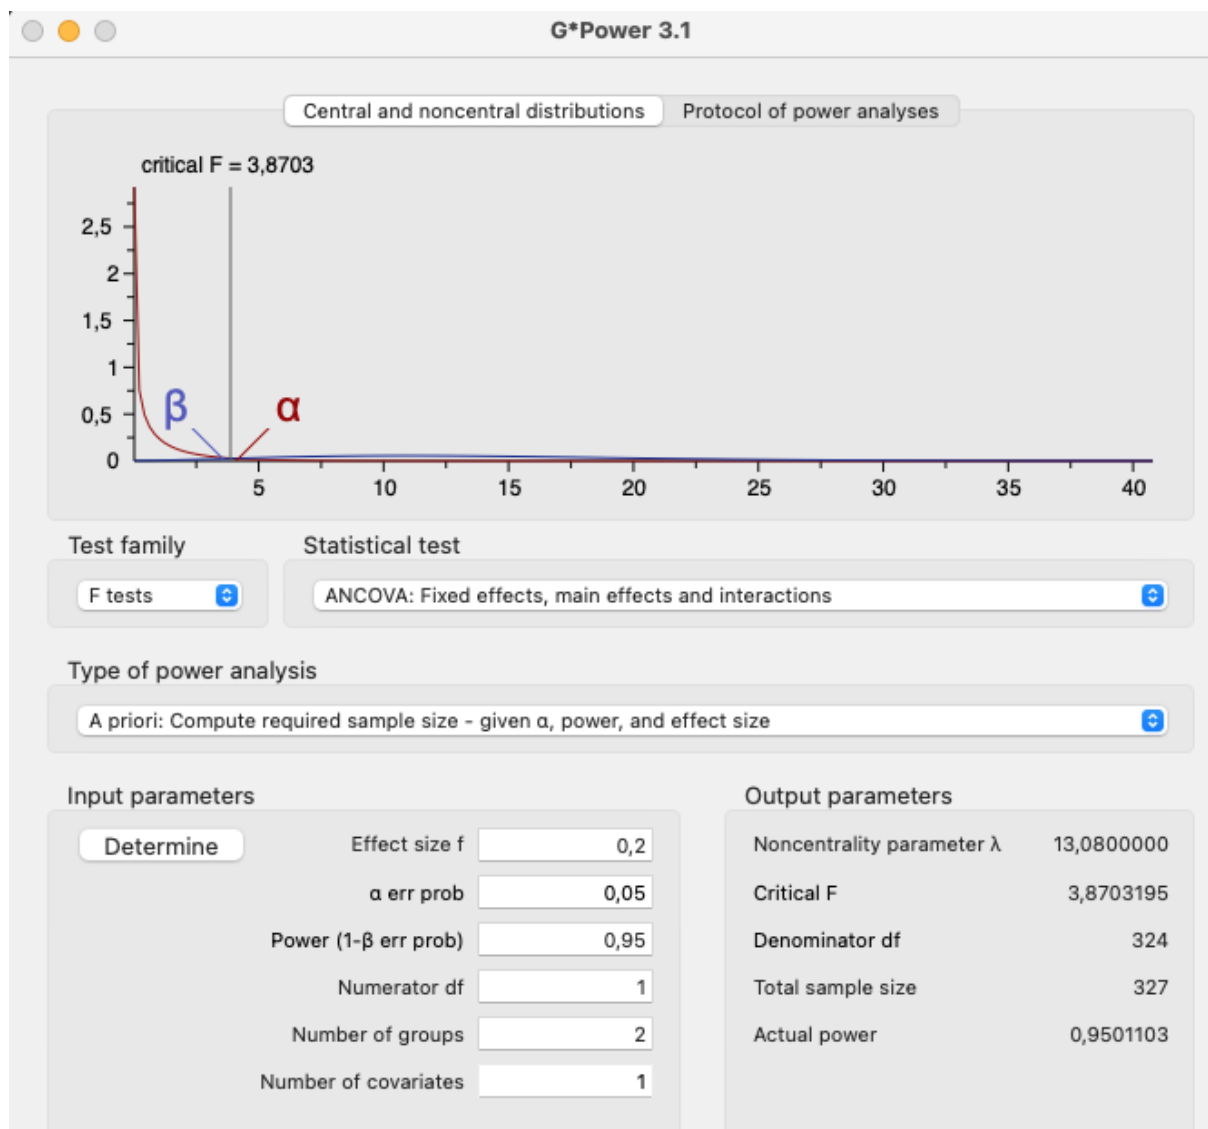 G*Power 3.1
Central and noncentral distributions Protocol of power analyses
critical F = 3,8703
2,5
2
1,5
1
0,5
0
β α
5 10 15 20 25 30 35 40
Test family Statistical test
F tests ANCOVA: Fixed effects, main effects and interactions
Type of power analysis
A priori: Compute required sample size - given α, power, and effect size
Input parameters Output parameters
Determine Effect size f 0,2 Noncentrality parameter λ 13,0800000
α err prob 0,05 Critical F 3,8703195
Power (1-β err prob) 0,95 Denominator df 324
Numerator df 1 Total sample size 327
Number of groups 2 Actual power 0,9501103
Number of covariates 1